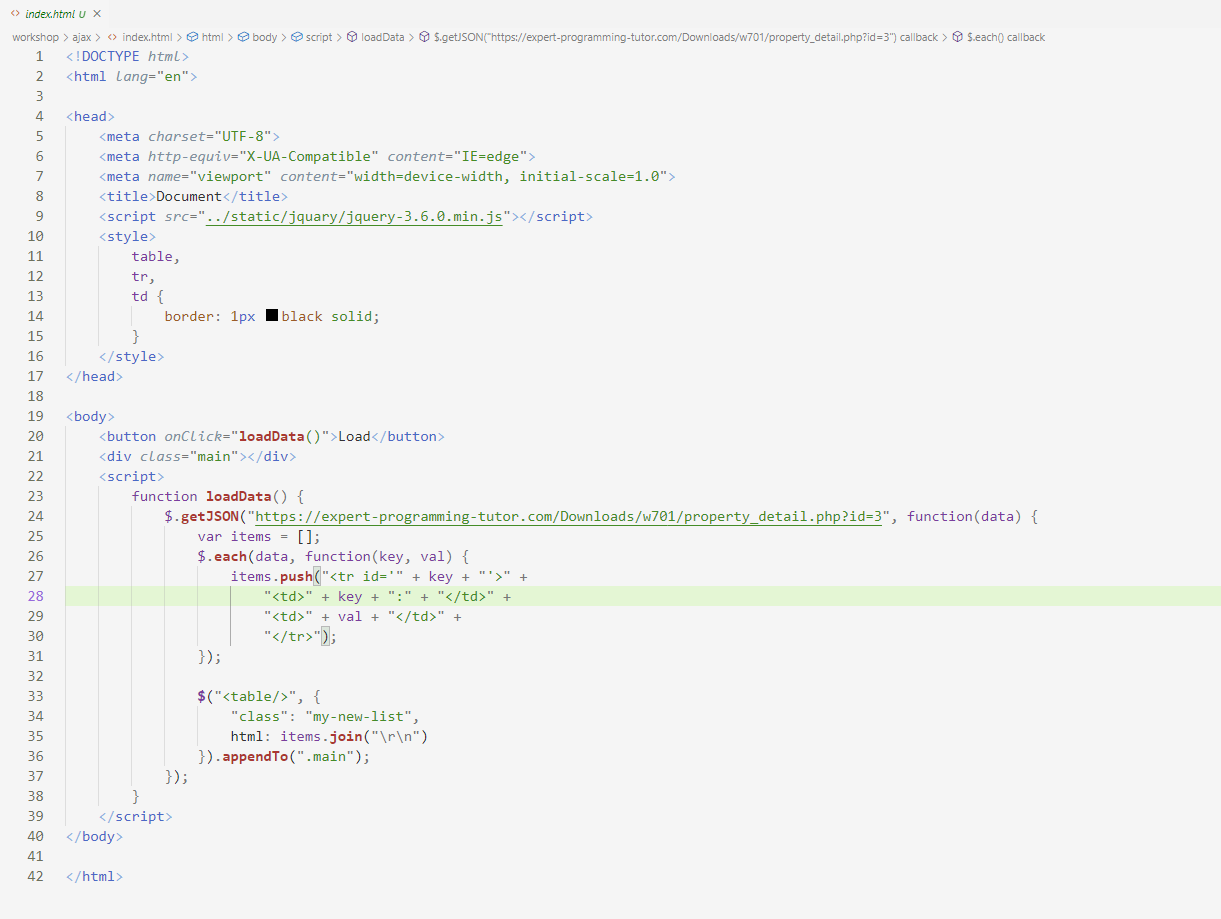 <> index.html U ×
workshop > ajax > <> index.html > html > body > script > loadData > $.getJSON("https://expert-programming-tutor.com/Downloads/w701/property_detail.php?id=3") callback > $.each() callback
1 <!DOCTYPE html>
2 <html lang="en">
3
4 <head>
5 <meta charset="UTF-8">
6 <meta http-equiv="X-UA-Compatible" content="IE=edge">
7 <meta name="viewport" content="width=device-width, initial-scale=1.0">
8 <title>Document</title>
9 <script src="../static/jquary/jquery-3.6.0.min.js"></script>
10 <style>
11 table,
12 tr,
13 td {
14 border: 1px black solid;
15 }
16 </style>
17 </head>
18
19 <body>
20 <button onClick="loadData()">Load</button>
21 <div class="main"></div>
22 <script>
23 function loadData() {
24 $.getJSON("https://expert-programming-tutor.com/Downloads/w701/property_detail.php?id=3", function(data) {
25 var items = [];
26 $.each(data, function(key, val) {
27 items.push("<tr id='" + key + "'>" +
28 "<td>" + key + ":" + "</td>" +
29 "<td>" + val + "</td>" +
30 "</tr>");
31 });
32
33 $("<table/>", {
34 "class": "my-new-list",
35 html: items.join("\r\n")
36 }).appendTo(".main");
37 });
38 }
39 </script>
40 </body>
41
42 </html>